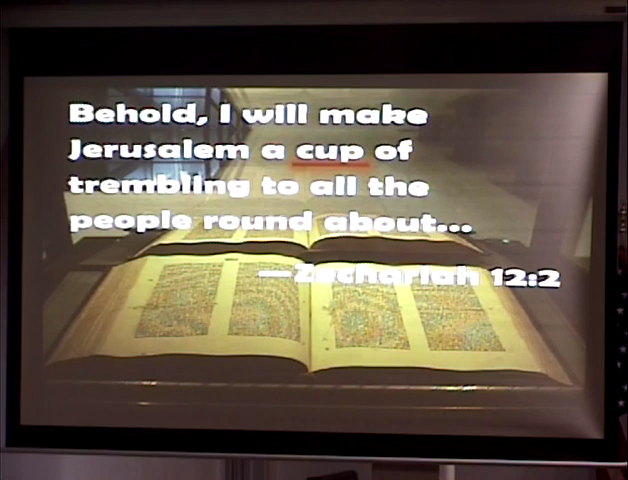 Behold, I will make
Jerusalem a cup of
trembling to all the
people round about...
—Zechariah 12:2